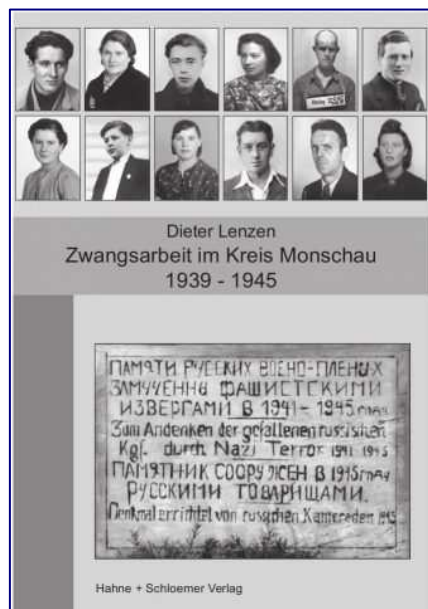 Dieter Lenzen
Zwangsarbeit im Kreis Monschau
1939 - 1945
ПАМЯТИ РУССКИХ ВОЕНО-ПЛЕНЫХ
ЗАМУЧЕННЫ ФАШИСТСКИМИ
ИЗВЕРГАМИ В 1941 - 1945 годах
Zum Andenken der gefallenen russischen
Kgf. durch Nazi Terror 1941 1945
ПАМЯТНИК СООРУЖЕН В 1945 году
РУССКИМИ ТОВАРИЩАМИ.
Denkmal errichtet von russischen Kameraden 1945
Hahne + Schloemer Verlag